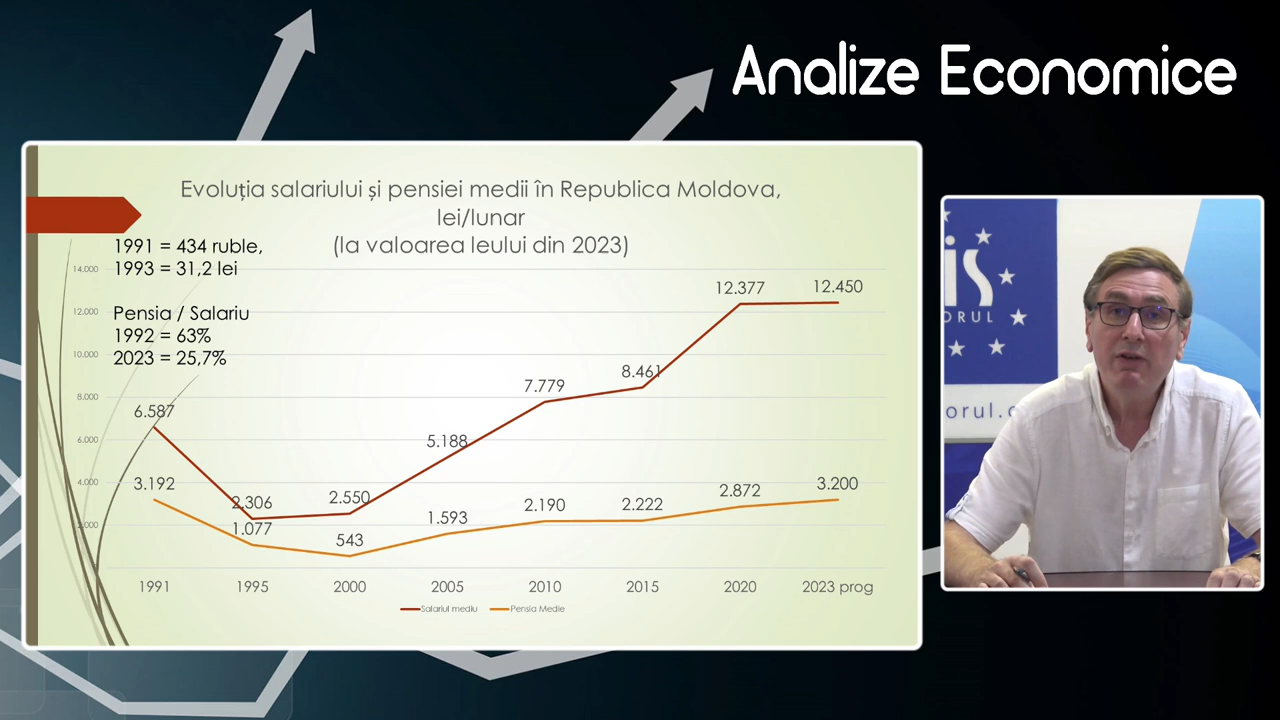 Analize Economice
Evoluția salariului și pensiei medii în Republica Moldova,
lei/lunar
(la valoarea leului din 2023)
1991 = 434 ruble,
1993 = 31,2 lei
Pensia / Salariu
1992 = 63%
2023 = 25,7%
14.000
12.000
10.000
8.000
6.000
4.000
2.000
6.587
2.306
2.550
5.188
7.779
8.461
12.377
12.450
3.192
1.077
543
1.593
2.190
2.222
2.872
3.200
1991
1995
2000
2005
2010
2015
2020
2023 prog
Salariul mediu
Pensia Medie